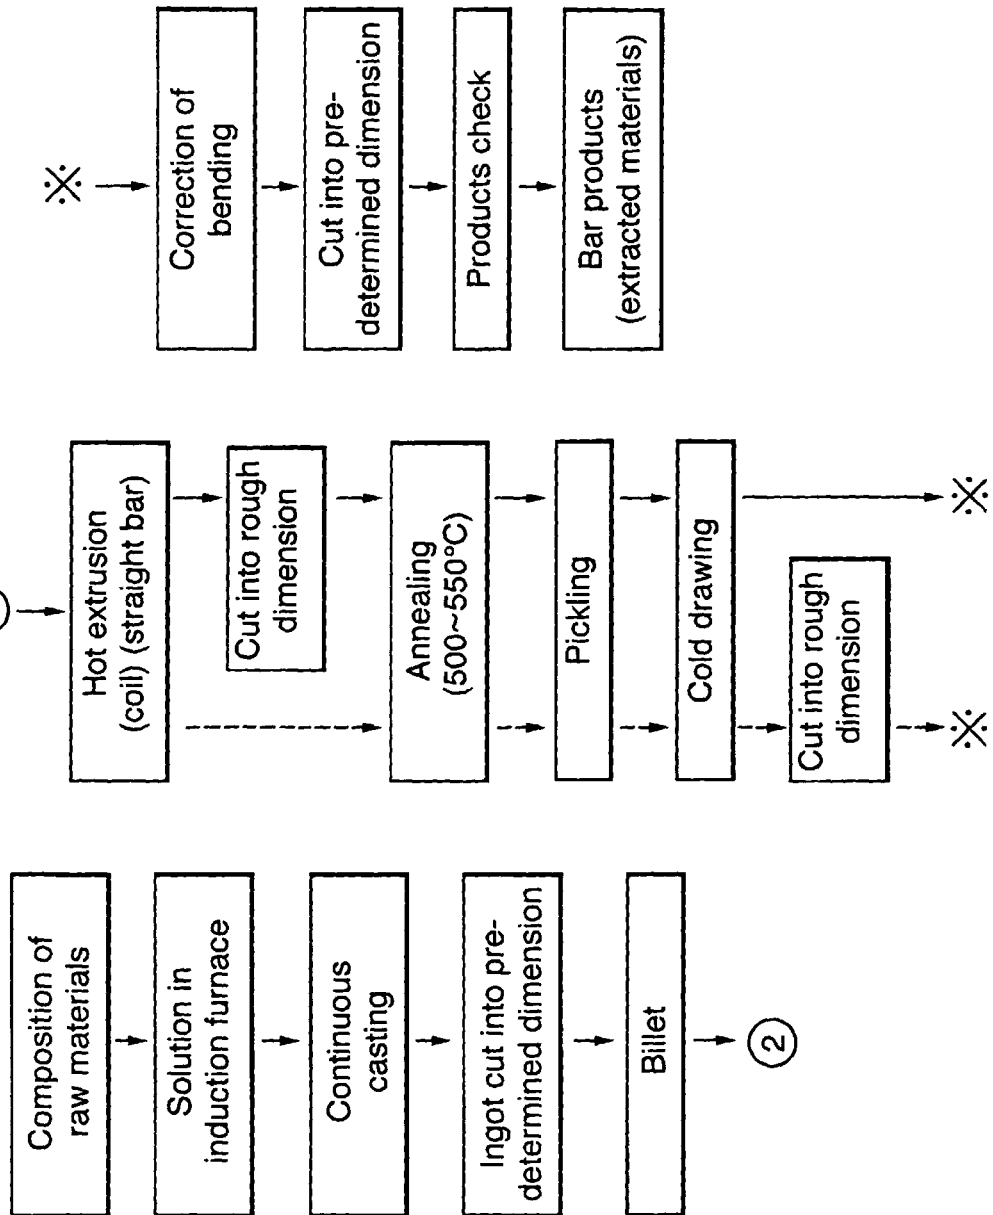 Composition of
raw materials
Solution in
induction furnace
Continuous
casting
Ingot cut into pre-
determined dimension
Billet
2
Hot extrusion
(coil) (straight bar)
Cut into rough
dimension
Annealing
(500~550°C)
Pickling
Cold drawing
Cut into rough
dimension
※
※
※
Correction of
bending
Cut into pre-
determined dimension
Products check
Bar products
(extracted materials)